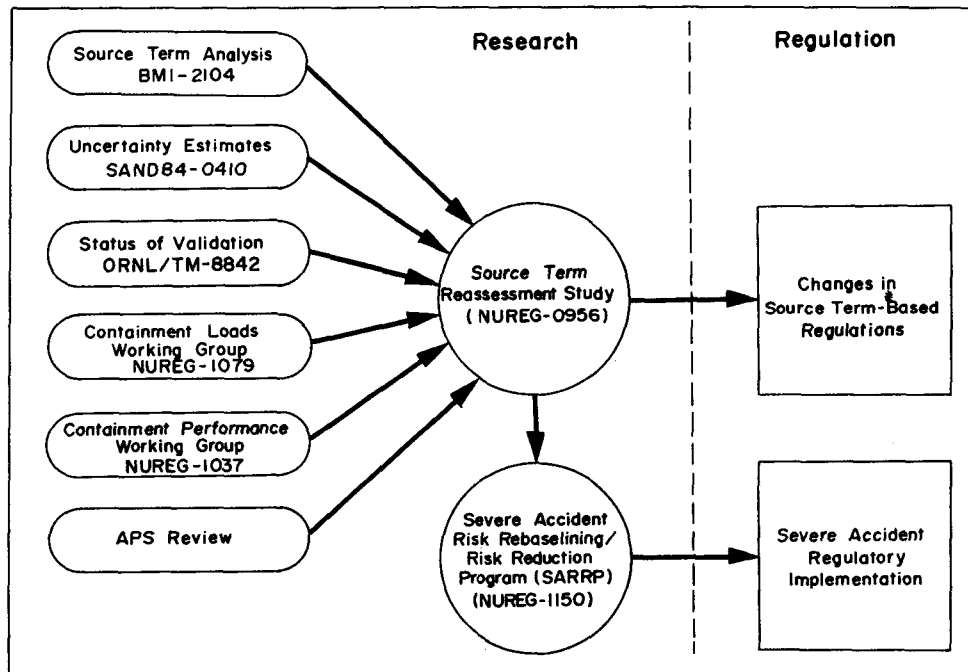 Research
Regulation
Source Term Analysis
BMI-2104
Uncertainty Estimates
SAND84-0410
Status of Validation
ORNL/TM-8842
Containment Loads
Working Group
NUREG-1079
Containment Performance
Working Group
NUREG-1037
APS Review
Source Term
Reassessment Study
(NUREG-0956)
Severe Accident
Risk Rebaselining/
Risk Reduction
Program (SARRP)
(NUREG-1150)
Changes in
Source Term-Based
Regulations
Severe Accident
Regulatory
Implementation